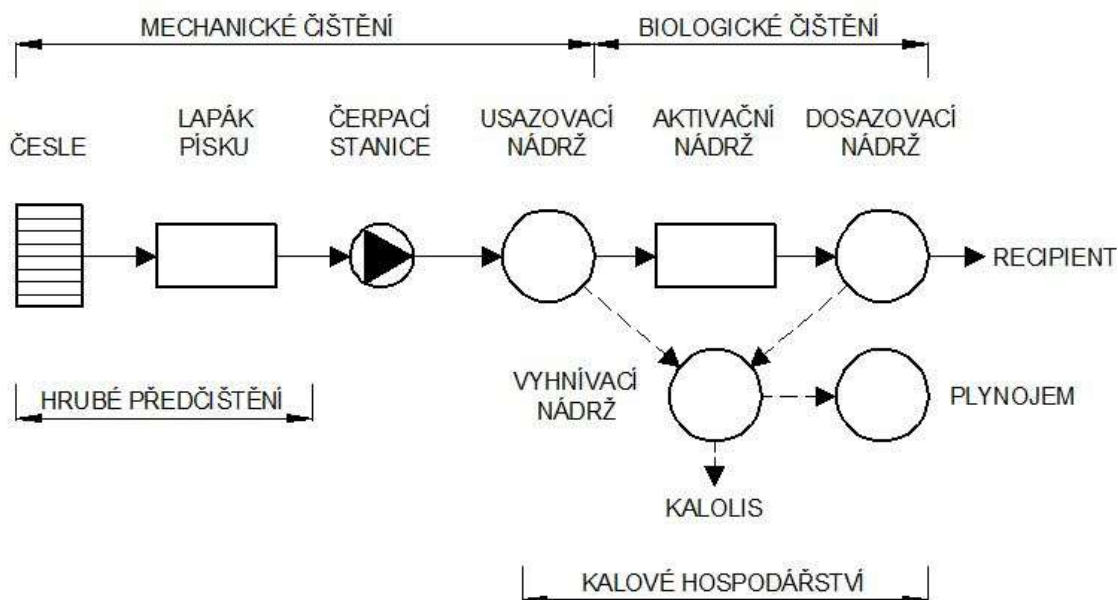 MECHANICKÉ ČIŠTĚNÍ
BIOLOGICKÉ ČIŠTĚNÍ
ČESLE
LAPÁK
PÍSKU
ČERPACÍ
STANICE
USAZOVACÍ
NÁDRŽ
AKTIVAČNÍ
NÁDRŽ
DOSAZOVACÍ
NÁDRŽ
RECIPIENT
HRUBÉ PŘEDČIŠTĚNÍ
VYHNÍVACÍ
NÁDRŽ
PLYNOJEM
KALOLIS
KALOVÉ HOSPODÁŘSTVÍ